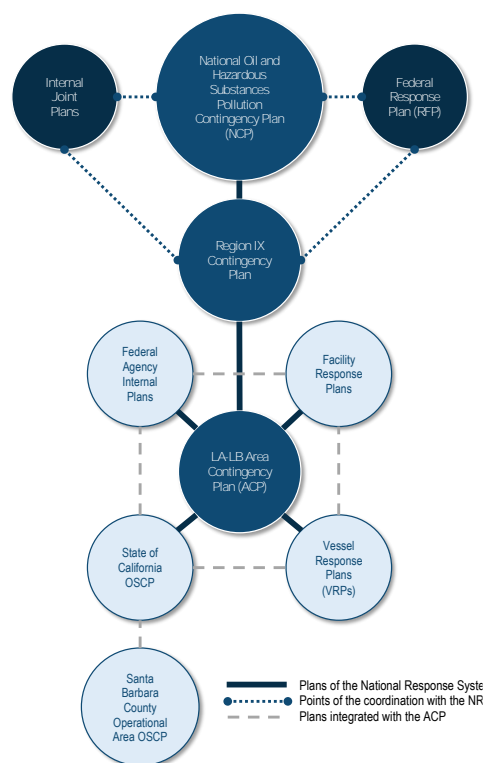 Internal
Joint
Plans
National Oil and
Hazardous
Substances
Pollution
Contingency Plan
(NCP)
Federal
Response
Plan (RFP)
Region IX
Contingency
Plan
Federal
Agency
Internal
Plans
Facility
Response
Plans
LA-LB Area
Contingency
Plan (ACP)
State of
California
OSCP
Vessel
Response
Plans
(VRPs)
Santa
Barbara
County
Operational
Area OSCP
Plans of the National Response Syste
Points of the coordination with the NR
Plans integrated with the ACP